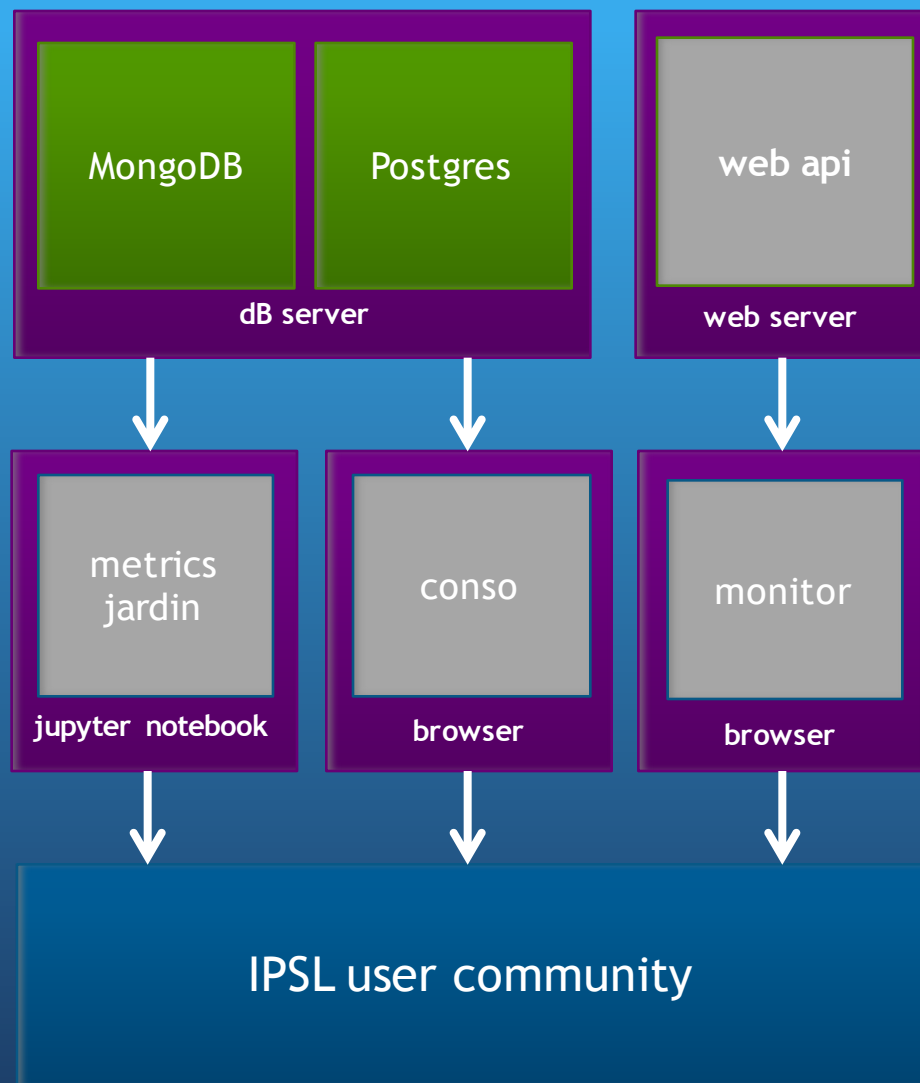 MongoDB
Postgres
dB server
web api
web server
metrics
jardin
jupyter notebook
conso
browser
monitor
browser
IPSL user community